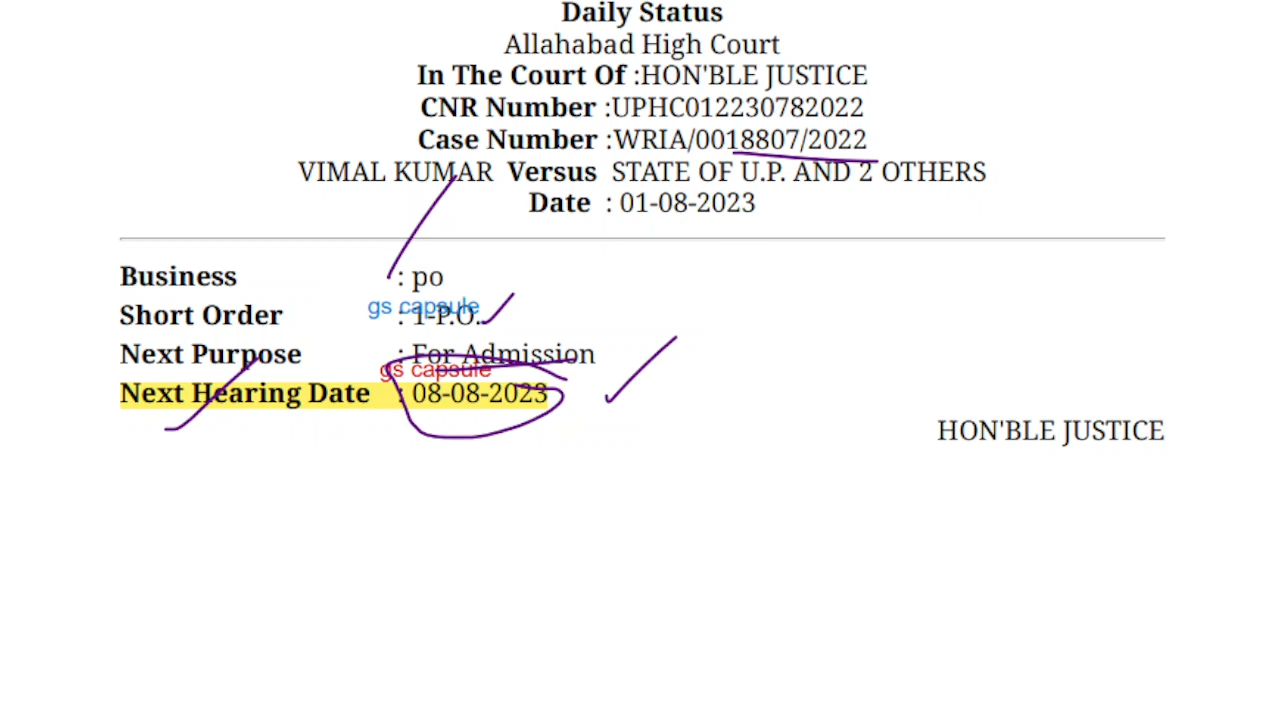 Daily Status
Allahabad High Court
In The Court Of :HON'BLE JUSTICE
CNR Number :UPHC012230782022
Case Number :WRIA/0018807/2022
VIMAL KUMAR Versus STATE OF U.P. AND 2 OTHERS
Date : 01-08-2023
Business : po
gs capsule
Short Order : 1-P.O.
Next Purpose : For Admission
gs capsule
Next Hearing Date : 08-08-2023
HON'BLE JUSTICE